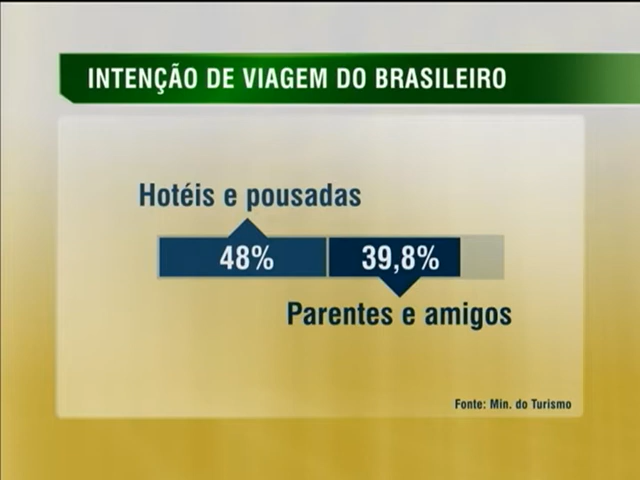 INTENÇÃO DE VIAGEM DO BRASILEIRO
Hotéis e pousadas
48% 39,8%
Parentes e amigos
Fonte: Min. do Turismo